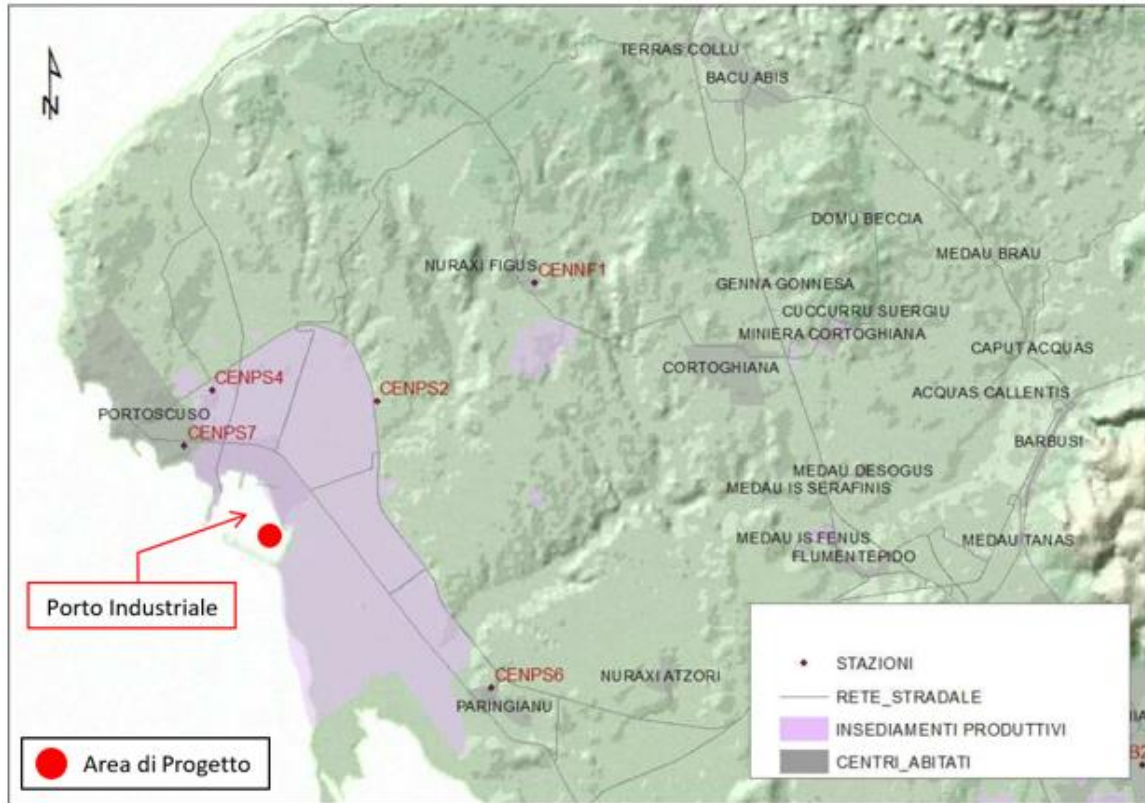 N
TERRAS COLLU
BACU ABIS
DOMU BECCIA
MEDAU BRAU
NURAXI FIGUS
CENNF1
GENNA GONNESA
CUCCURRU SUERGIU
MINIERA CORTOGHIANA
CAPUT ACQUAS
CORTOGHIANA
CENPS4
CENPS2
ACQUAS CALLENTIS
PORTOSCUSO
CENPS7
BARBUSI
MEDAU DESOGUS
MEDAU IS SERAFINIS
MEDAU IS FENUS
MEDAU TANAS
FLUMENTEPIDO
Porto Industriale
CENPS6
NURAXI ATZORI
PARINGIANU
STAZIONI
RETE_STRADALE
INSEDIAMENTI PRODUTTIVI
CENTRI_ABITATI
Area di Progetto